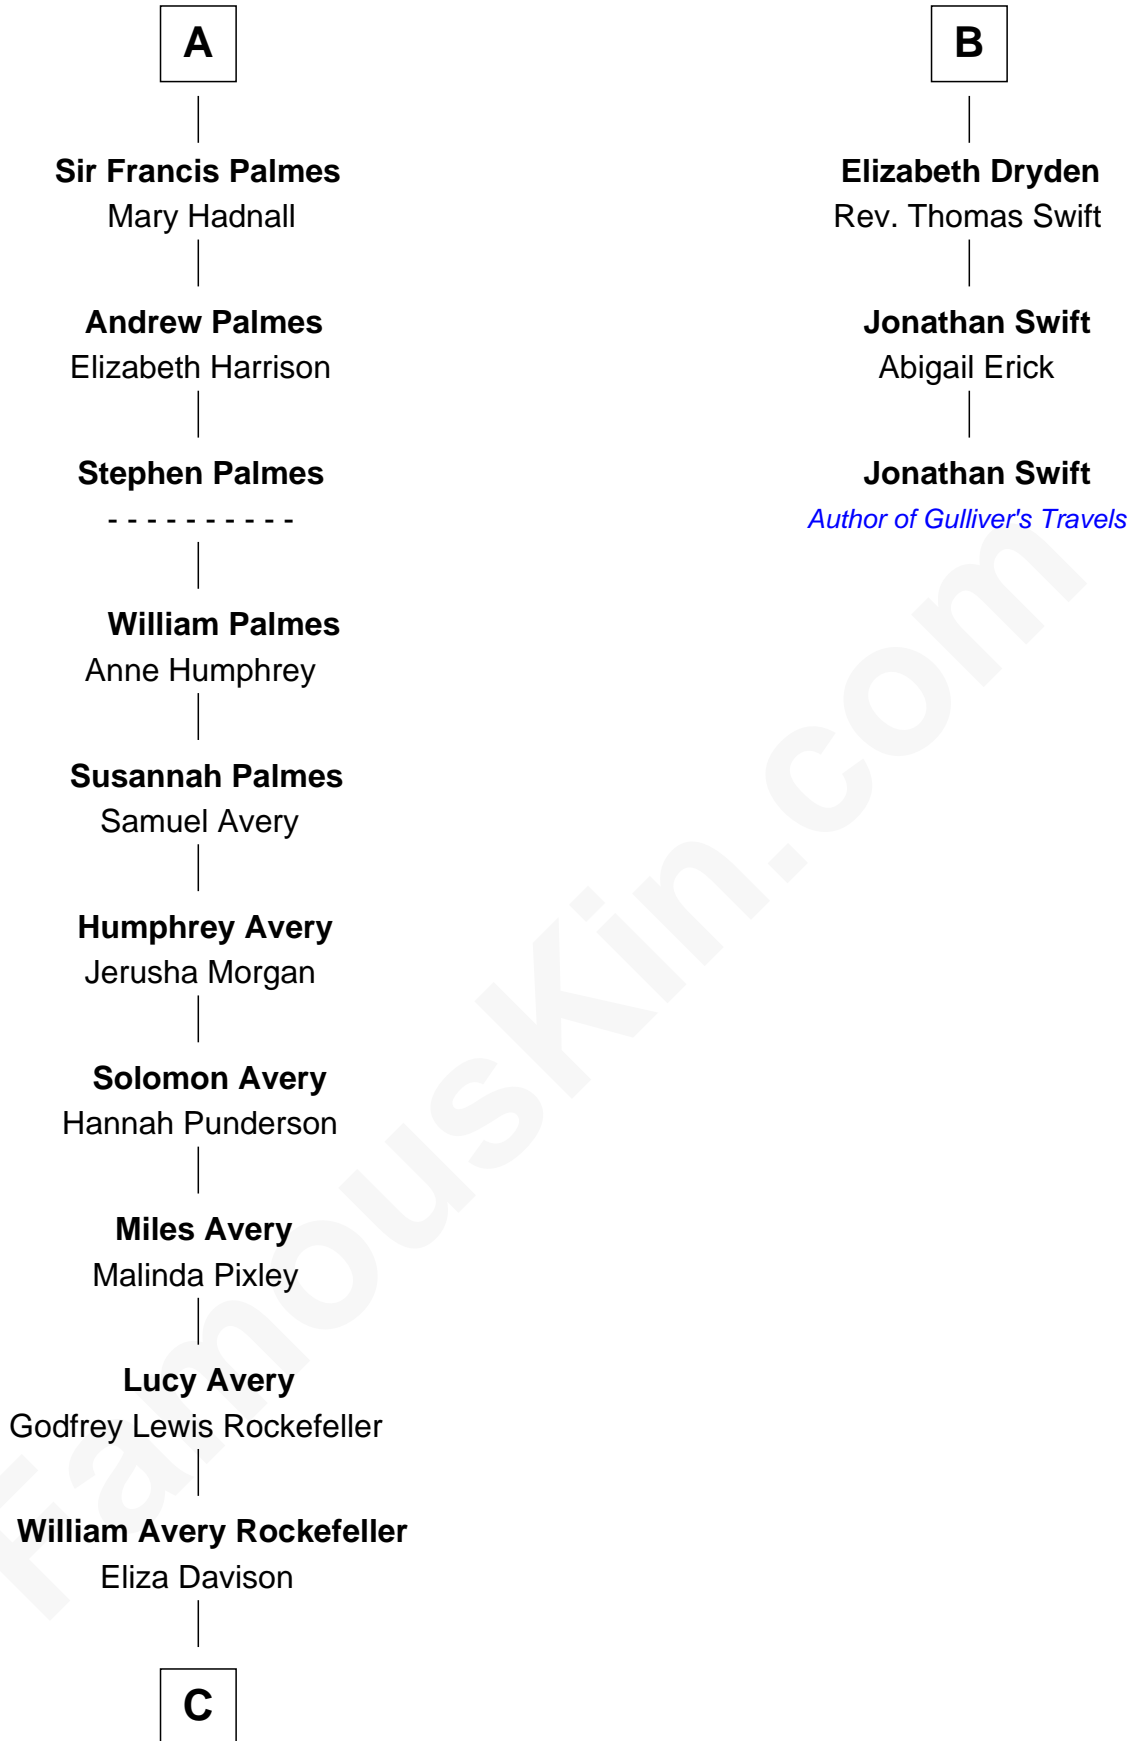 A
Sir Francis Palmes
Mary Hadnall
Andrew Palmes
Elizabeth Harrison
Stephen Palmes
- - - - - - - - - -
William Palmes
Anne Humphrey
Susannah Palmes
Samuel Avery
Humphrey Avery
Jerusha Morgan
Solomon Avery
Hannah Punderson
Miles Avery
Malinda Pixley
Lucy Avery
Godfrey Lewis Rockefeller
William Avery Rockefeller
Eliza Davison
C
B
Elizabeth Dryden
Rev. Thomas Swift
Jonathan Swift
Abigail Erick
Jonathan Swift
Author of Gulliver's Travels
FamousKin.com